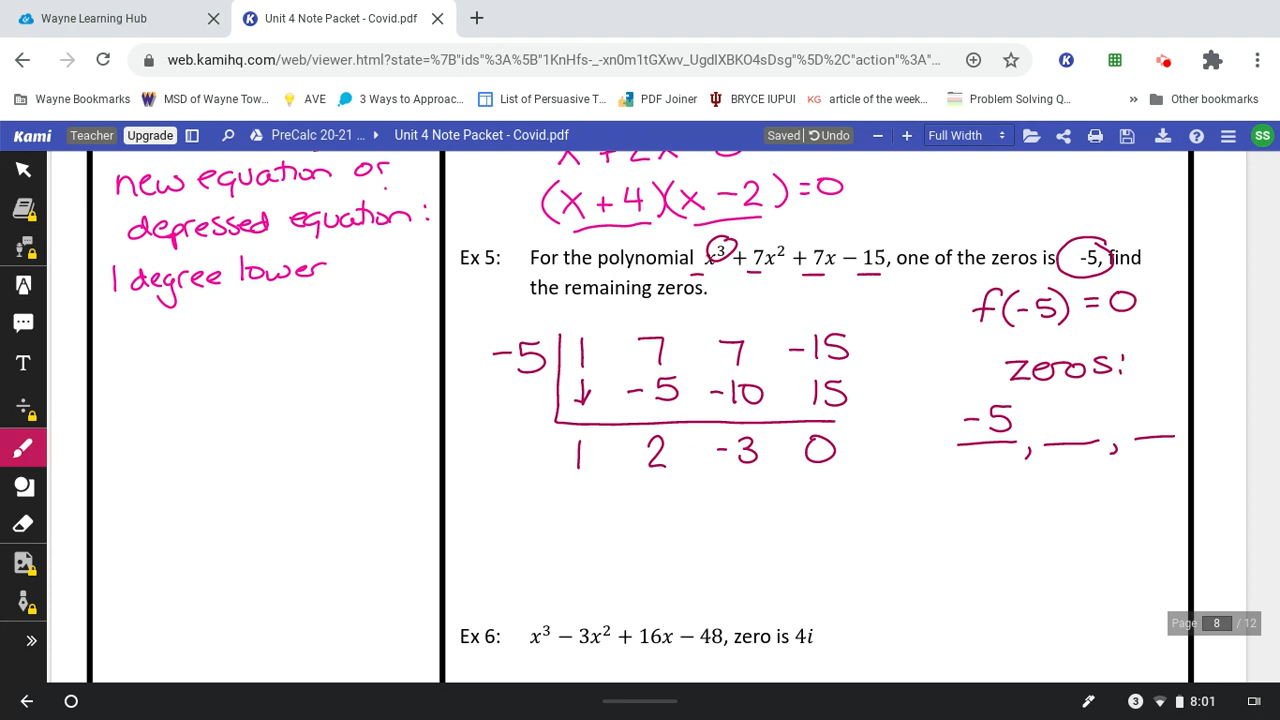 Wayne Learning Hub
Unit 4 Note Packet - Covid.pdf
web.kamihq.com/web/viewer.html?state=%7B"ids"%3A%5B"1KnHfs-_-xn0m1tGXwv_UgdIXBKO4sDsg"%5D%2C"action"%3A"...
Wayne Bookmarks
MSD of Wayne Tow...
AVE
3 Ways to Approac...
List of Persuasive T...
PDF Joiner
BRYCE IUPUI
KG article of the week...
Problem Solving Q...
» Other bookmarks
Kami Teacher Upgrade PreCalc 20-21 ... Unit 4 Note Packet - Covid.pdf Saved Undo Full Width SS
new equation or
depressed equation:
1 degree lower
(x + 4)(x - 2) = 0
Ex 5: For the polynomial x³ + 7x² + 7x − 15, one of the zeros is -5, find
the remaining zeros.
f(-5) = 0
-5 | 1 7 7 -15
↓ -5 -10 15
1 2 -3 0
zeros:
-5, __, __
Ex 6: x³ − 3x² + 16x − 48, zero is 4i
Page 8 / 12
3 8:01